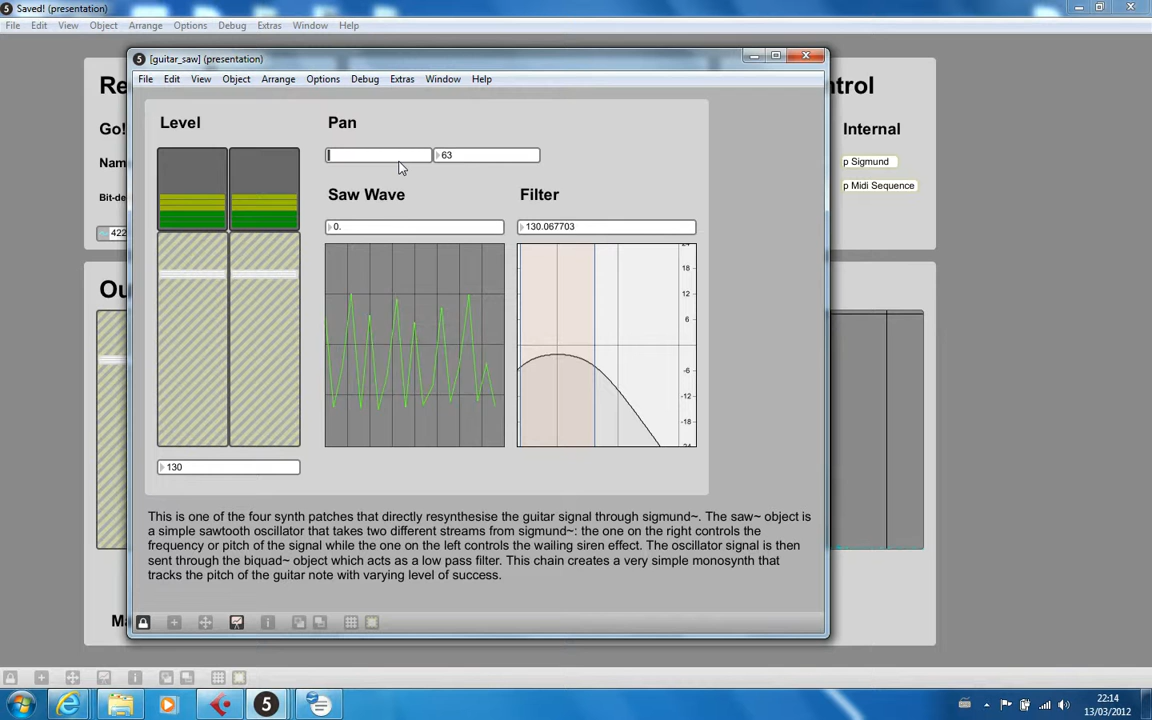 Saved! (presentation)
File Edit View Object Arrange Options Debug Extras Window Help
[guitar_saw] (presentation)
File Edit View Object Arrange Options Debug Extras Window Help
Re
Go!
Nam
Bit-de
422
ntrol
Internal
p Sigmund
p Midi Sequence
Ou
Ma
Level
Pan
63
Saw Wave
Filter
0.
130.067703
24
18
12
6
-6
-12
-18
130
This is one of the four synth patches that directly resynthesise the guitar signal through sigmund~. The saw~ object is
a simple sawtooth oscillator that takes two different streams from sigmund~: the one on the right controls the
frequency or pitch of the signal while the one on the left controls the wailing siren effect. The oscillator signal is then
sent through the biquad~ object which acts as a low pass filter. This chain creates a very simple monosynth that
tracks the pitch of the guitar note with varying level of success.
22:14
13/03/2012